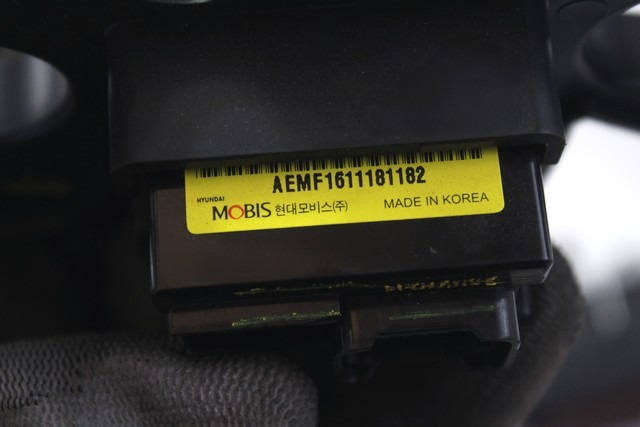 AEMF1611181182
HYUNDAI
MOBIS 현대모비스(주) MADE IN KOREA